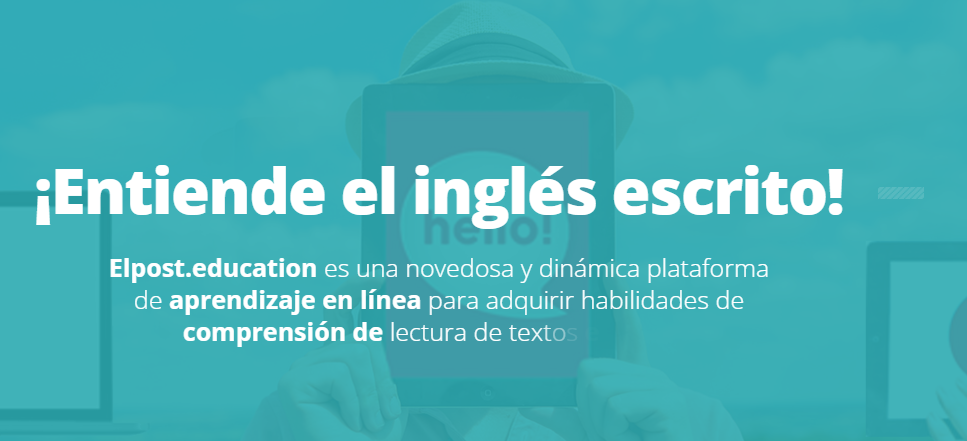 ¡Entiende el inglés escrito!
hello!
Elpost.education es una novedosa y dinámica plataforma
de aprendizaje en línea para adquirir habilidades de
comprensión de lectura de textos